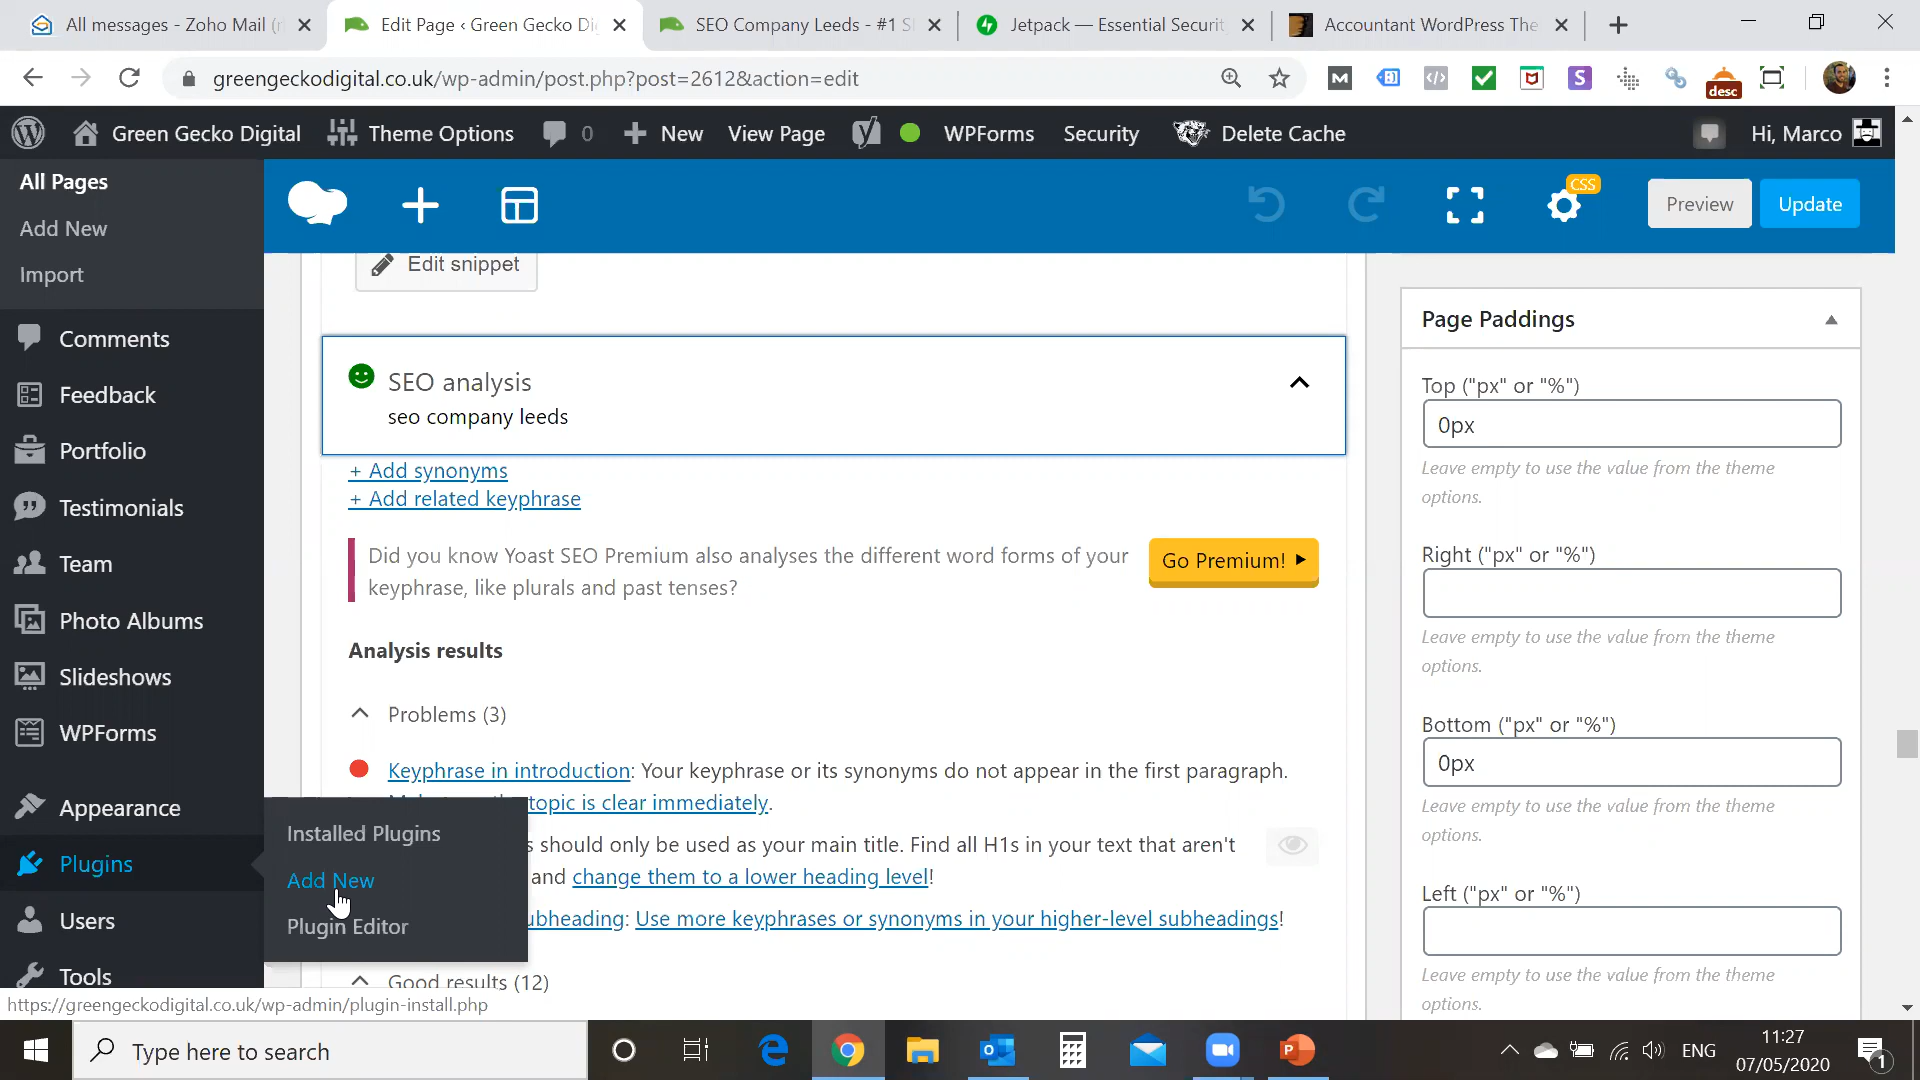 All messages - Zoho Mail (
Edit Page ‹ Green Gecko Di
SEO Company Leeds - #1 S
Jetpack — Essential Securit
Accountant WordPress The
greengeckodigital.co.uk/wp-admin/post.php?post=2612&action=edit
desc
Green Gecko Digital
Theme Options
0
New
View Page
WPForms
Security
Delete Cache
Hi, Marco
All Pages
Add New
Import
Comments
Feedback
Portfolio
Testimonials
Team
Photo Albums
Slideshows
WPForms
Appearance
Plugins
Users
Tools
Installed Plugins
Add New
Plugin Editor
CSS
Preview
Update
Edit snippet
SEO analysis
seo company leeds
+ Add synonyms
+ Add related keyphrase
Did you know Yoast SEO Premium also analyses the different word forms of your
keyphrase, like plurals and past tenses?
Go Premium!
Analysis results
Problems (3)
Keyphrase in introduction: Your keyphrase or its synonyms do not appear in the first paragraph.
topic is clear immediately.
s should only be used as your main title. Find all H1s in your text that aren't
and change them to a lower heading level!
ubheading: Use more keyphrases or synonyms in your higher-level subheadings!
Good results (12)
Page Paddings
Top ("px" or "%")
0px
Leave empty to use the value from the theme
options.
Right ("px" or "%")
Leave empty to use the value from the theme
options.
Bottom ("px" or "%")
0px
Leave empty to use the value from the theme
options.
Left ("px" or "%")
Leave empty to use the value from the theme
options.
https://greengeckodigital.co.uk/wp-admin/plugin-install.php
Type here to search
ENG
11:27
07/05/2020
1